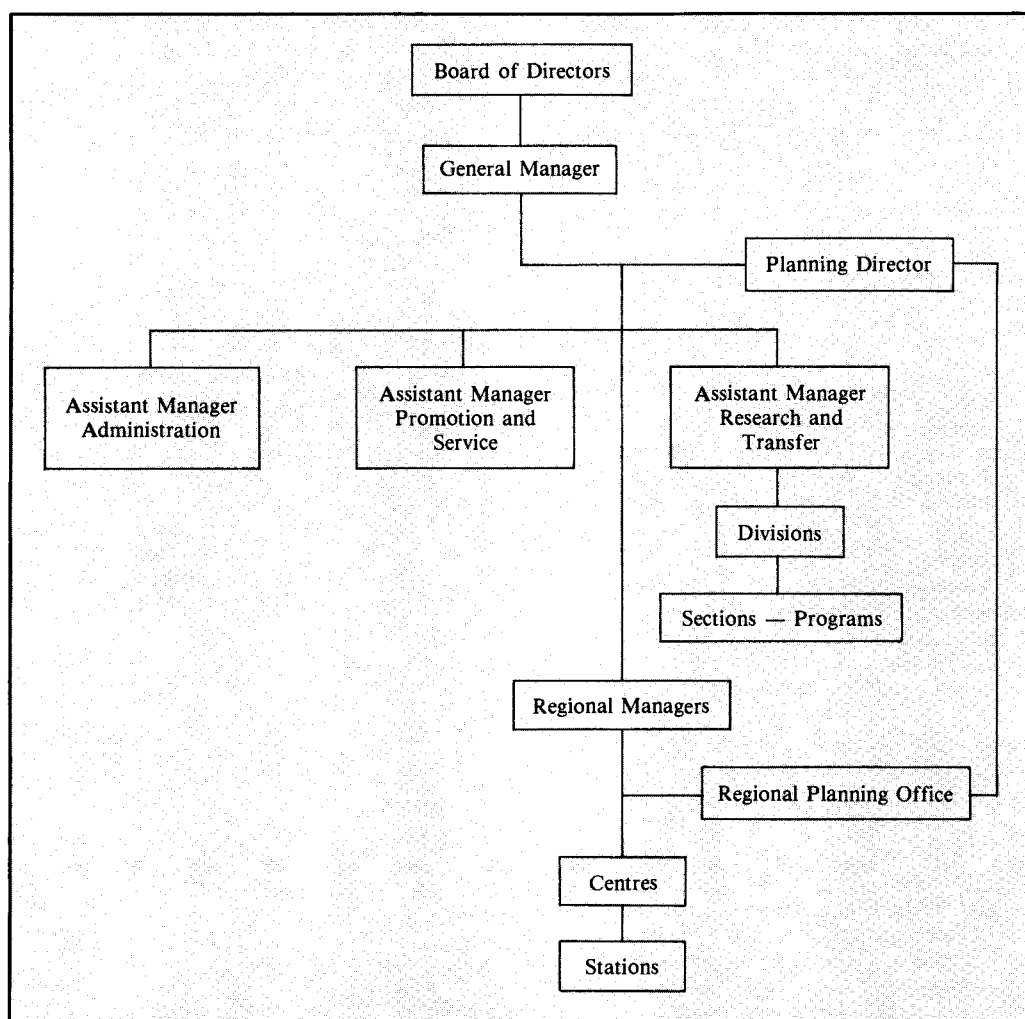 Board of Directors
General Manager
Planning Director
Assistant Manager
Administration
Assistant Manager
Promotion and
Service
Assistant Manager
Research and
Transfer
Divisions
Sections — Programs
Regional Managers
Regional Planning Office
Centres
Stations